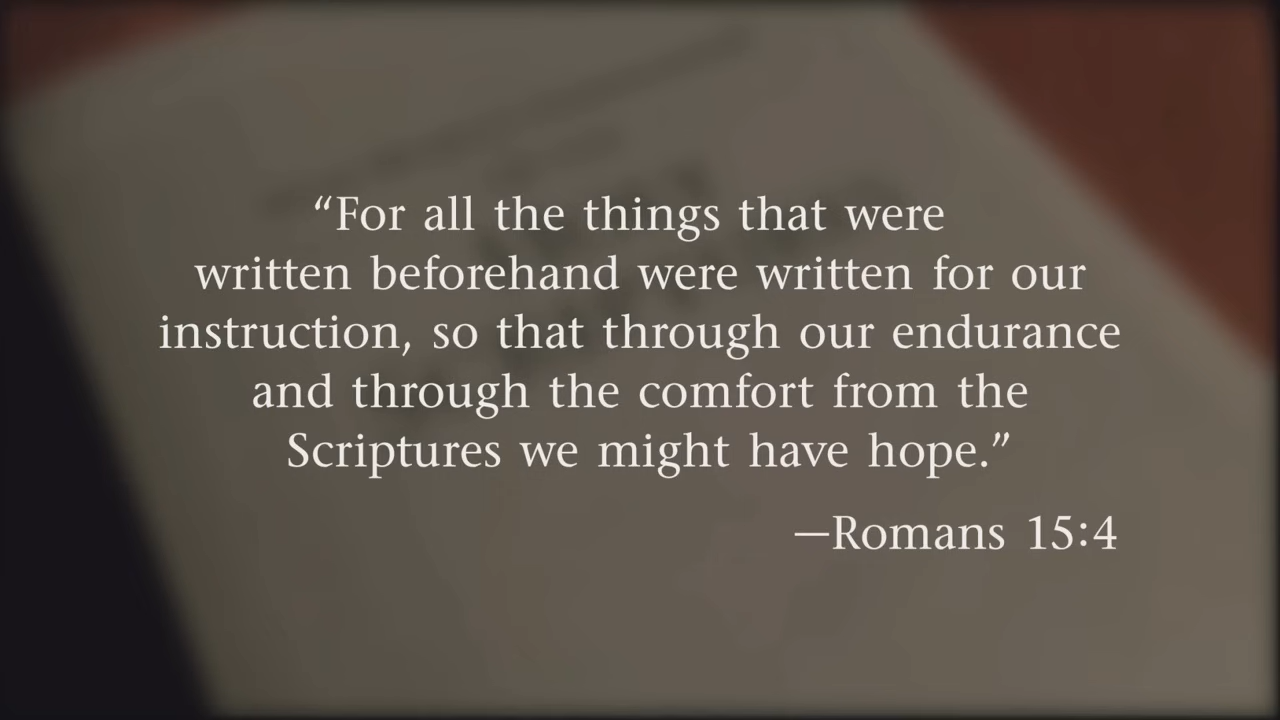 “For all the things that were
written beforehand were written for our
instruction, so that through our endurance
and through the comfort from the
Scriptures we might have hope.”
—Romans 15:4